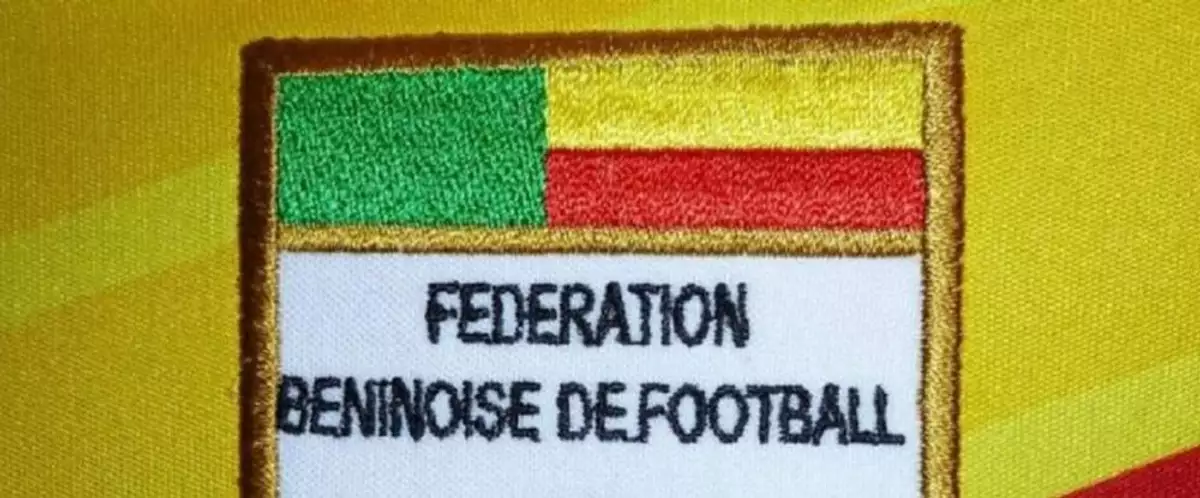 FEDERATION
BENINOISE DE FOOTBALL